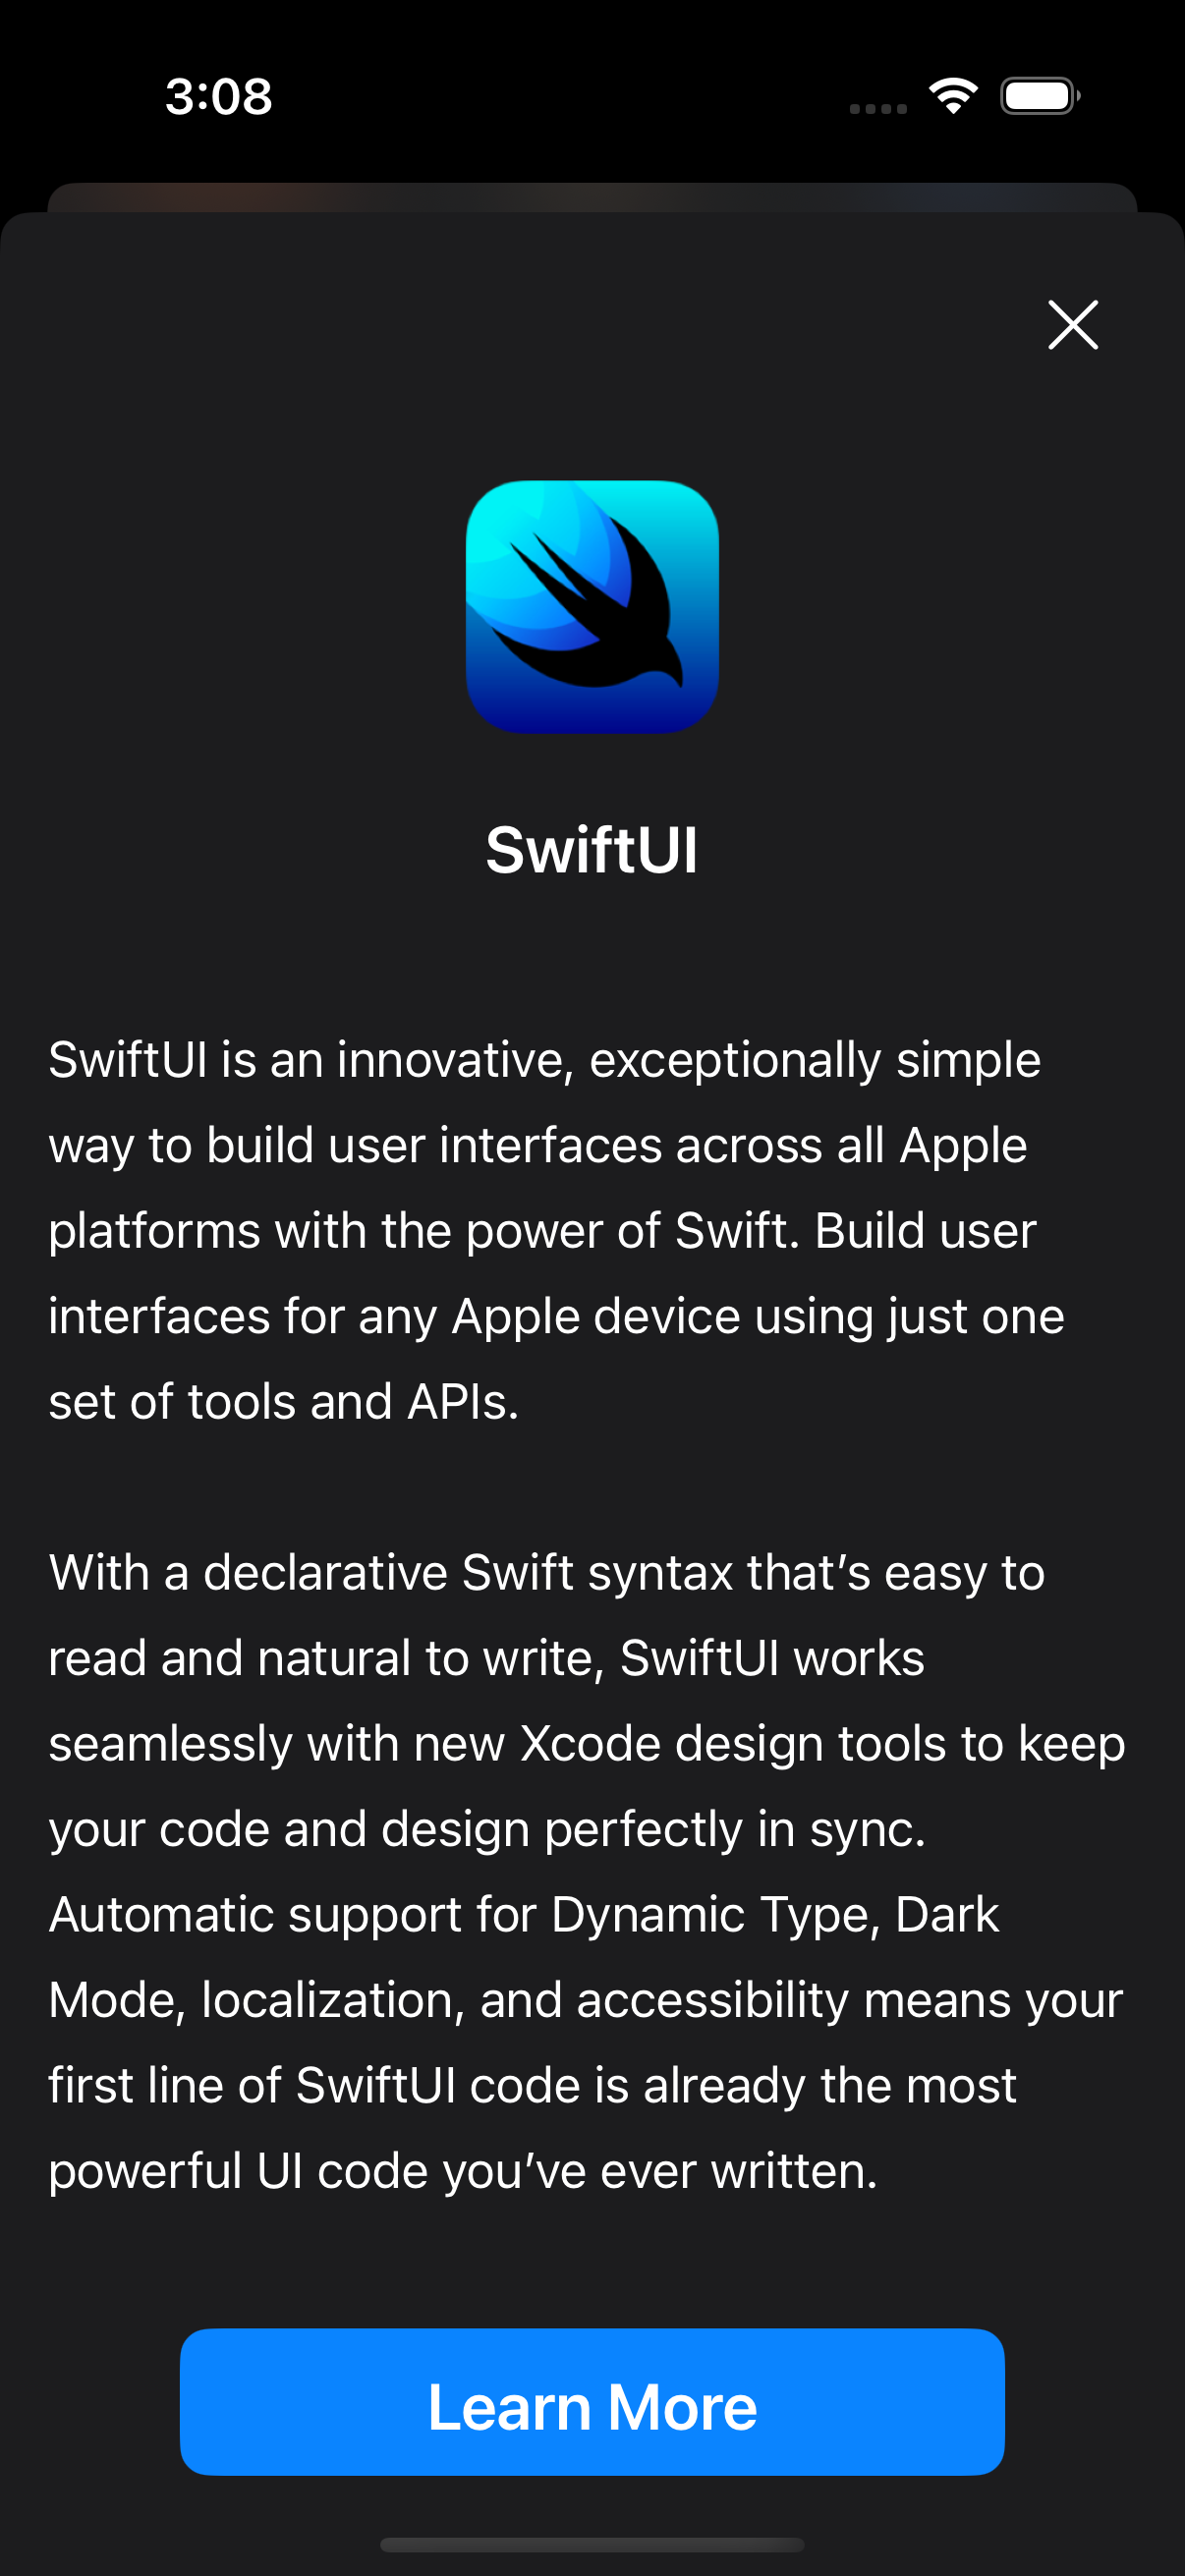 3:08
SwiftUI
SwiftUI is an innovative, exceptionally simple
way to build user interfaces across all Apple
platforms with the power of Swift. Build user
interfaces for any Apple device using just one
set of tools and APIs.
With a declarative Swift syntax that’s easy to
read and natural to write, SwiftUI works
seamlessly with new Xcode design tools to keep
your code and design perfectly in sync.
Automatic support for Dynamic Type, Dark
Mode, localization, and accessibility means your
first line of SwiftUI code is already the most
powerful UI code you’ve ever written.
Learn More